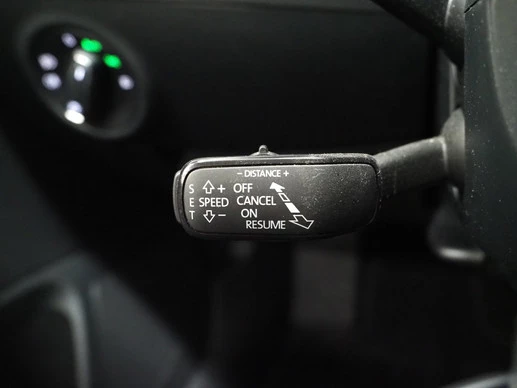 - DISTANCE +
S + OFF
E SPEED CANCEL
T - ON
RESUME